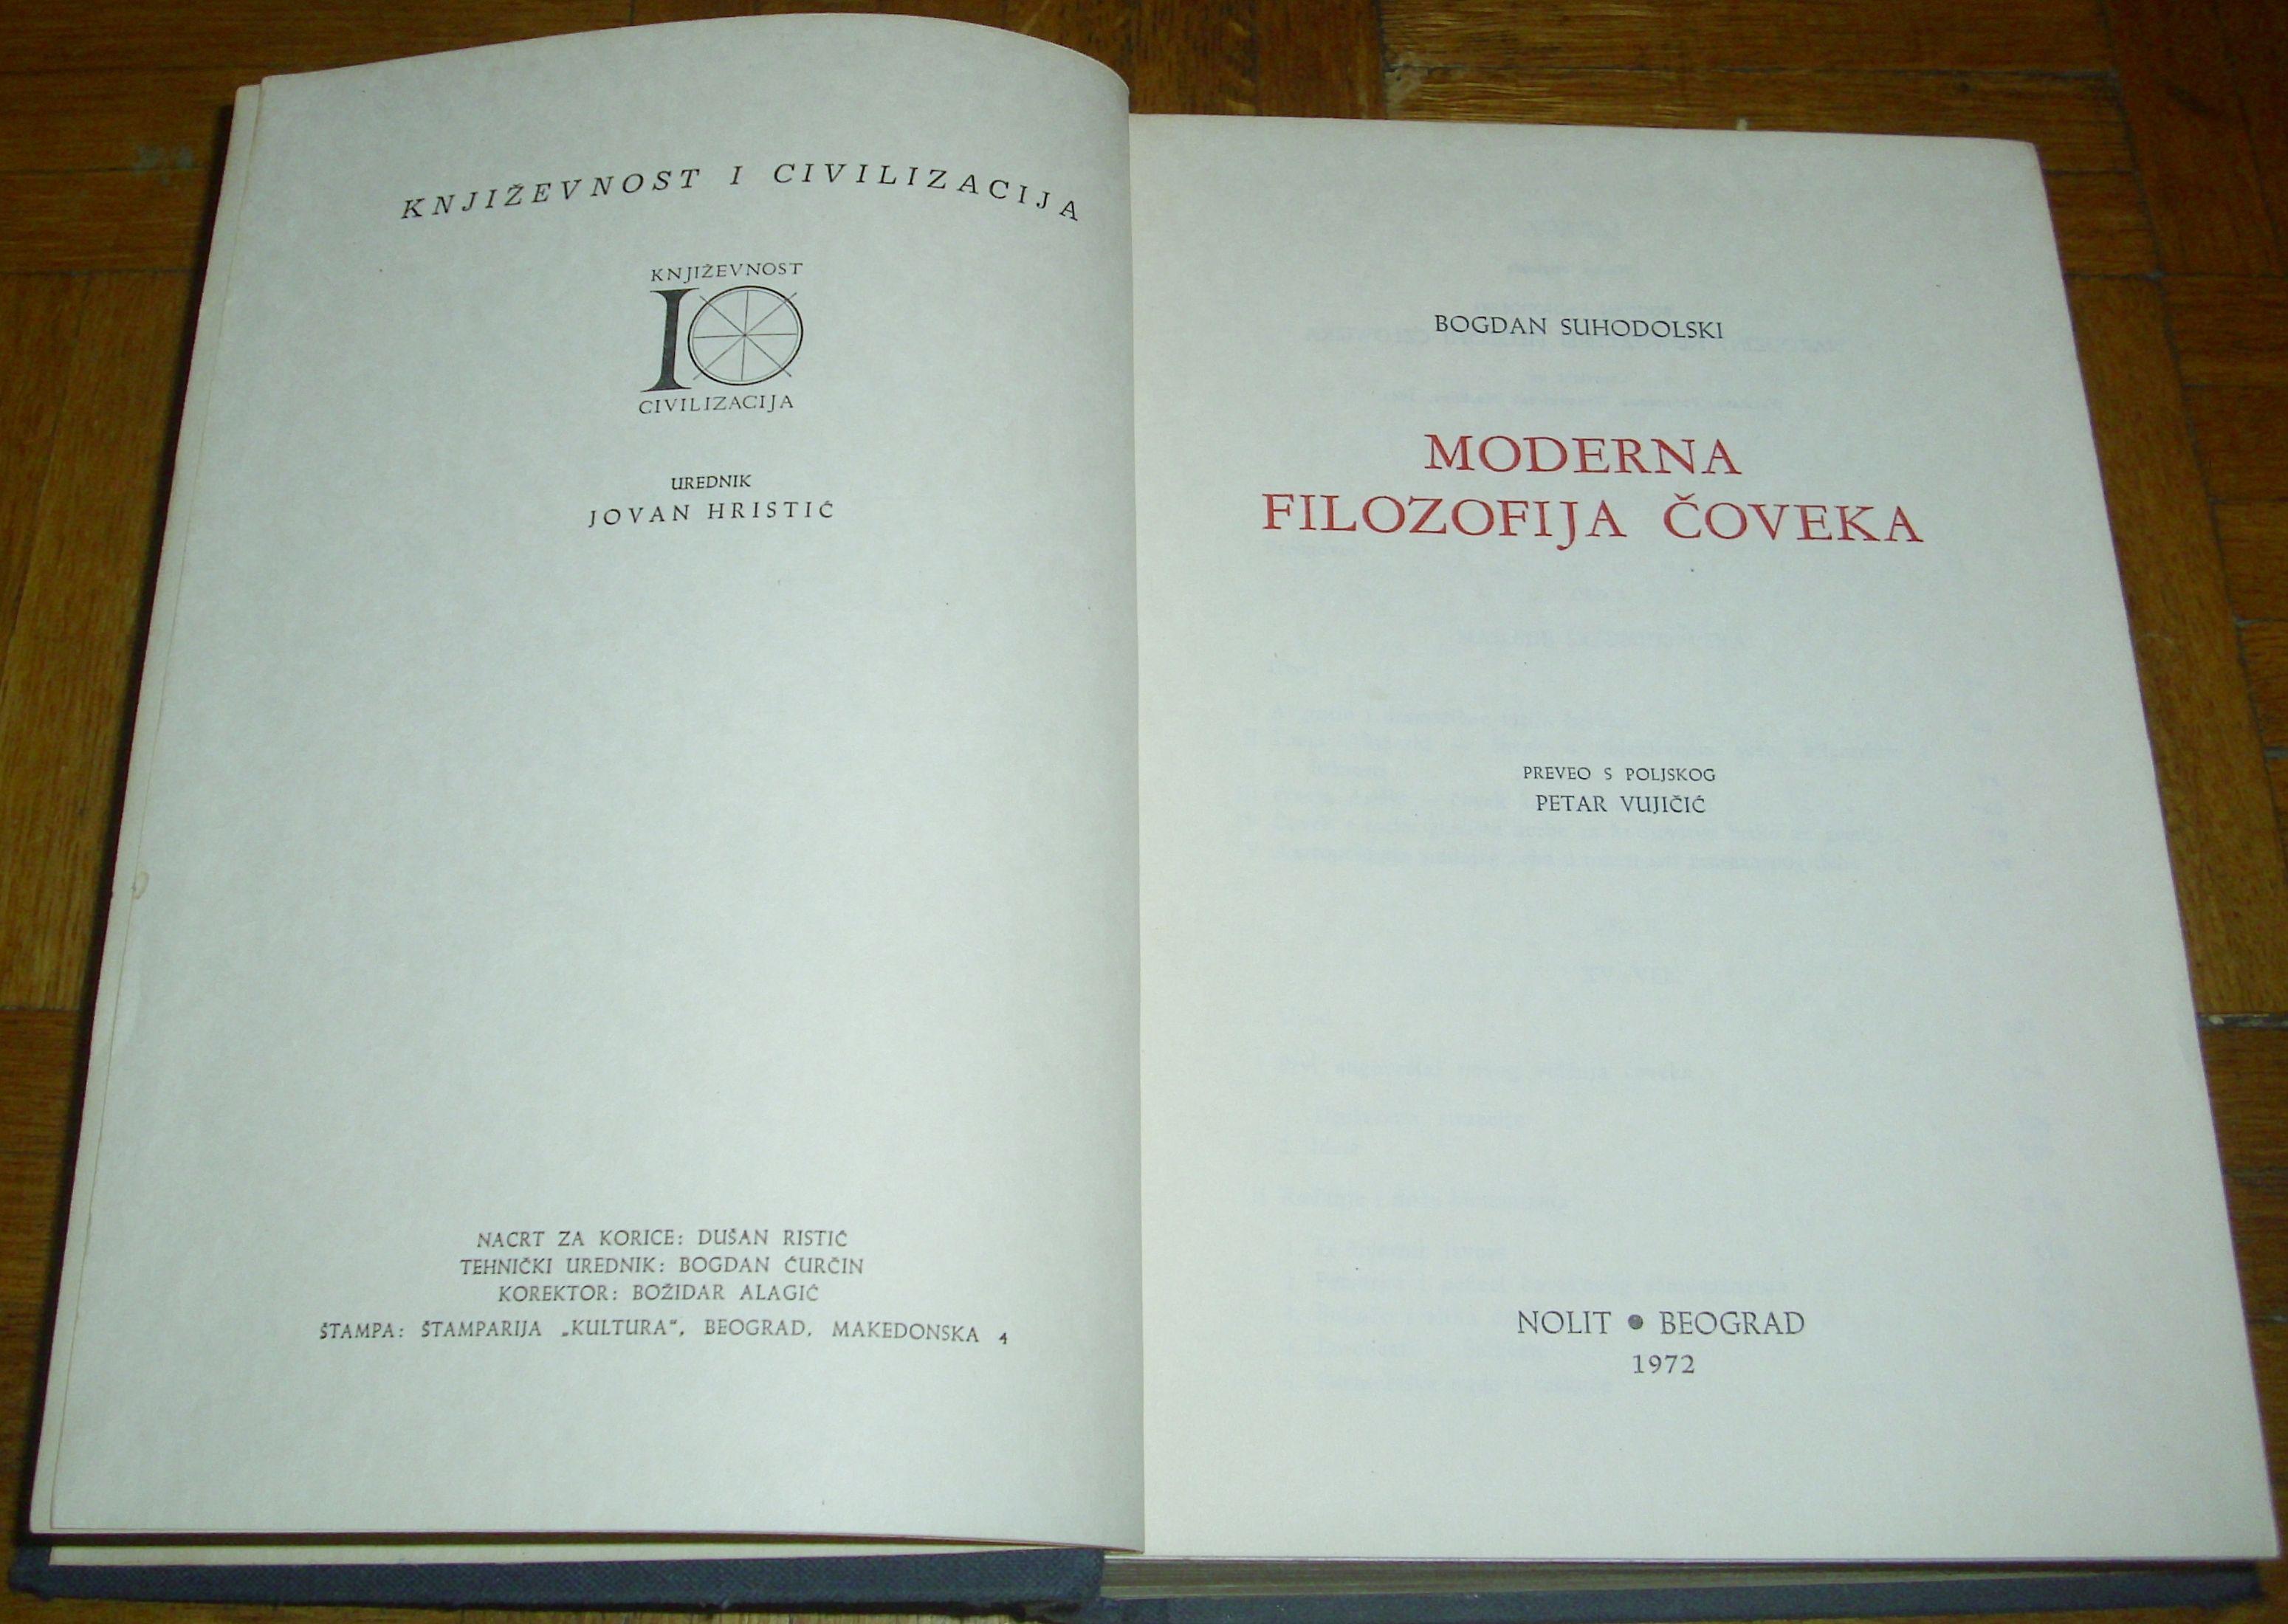 KNJIŽEVNOST I CIVILIZACIJA
KNJIŽEVNOST
IO
CIVILIZACIJA
UREDNIK
JOVAN HRISTIĆ
NACRT ZA KORICE: DUŠAN RISTIĆ
TEHNIČKI UREDNIK: BOGDAN ĆURČIN
KOREKTOR: BOŽIDAR ALAGIĆ
ŠTAMPA: ŠTAMPARIJA „KULTURA“, BEOGRAD, MAKEDONSKA 4
BOGDAN SUHODOLSKI
MODERNA
FILOZOFIJA ČOVEKA
PREVEO S POLJSKOG
PETAR VUJIČIĆ
NOLIT ● BEOGRAD
1972